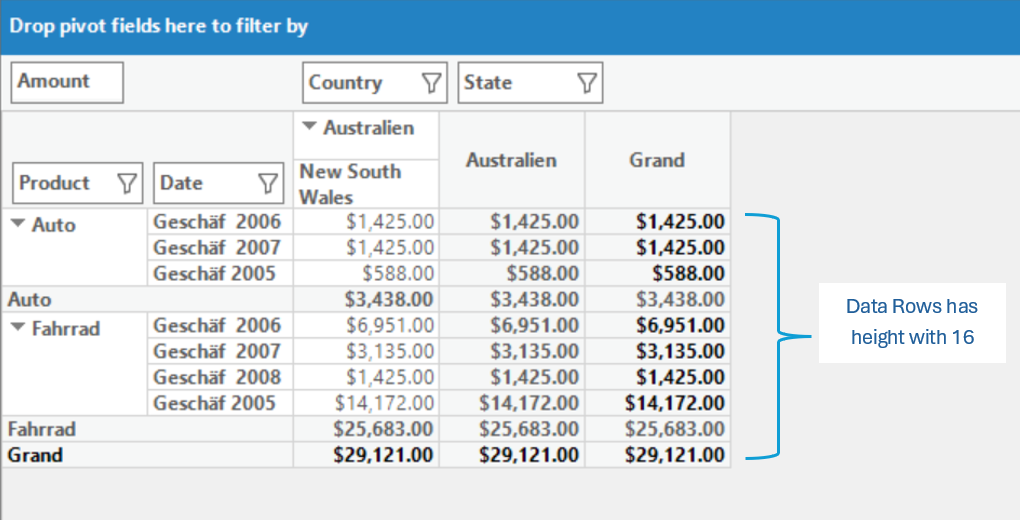 Drop pivot fields here to filter by
Amount Country State
Australien Australien Grand
Product Date New South
Wales
Auto Geschäf 2006 $1,425.00 $1,425.00 $1,425.00
Geschäf 2007 $1,425.00 $1,425.00 $1,425.00
Geschäf 2005 $588.00 $588.00 $588.00
Auto $3,438.00 $3,438.00 $3,438.00
Fahrrad Geschäf 2006 $6,951.00 $6,951.00 $6,951.00
Geschäf 2007 $3,135.00 $3,135.00 $3,135.00
Geschäf 2008 $1,425.00 $1,425.00 $1,425.00
Geschäf 2005 $14,172.00 $14,172.00 $14,172.00
Fahrrad $25,683.00 $25,683.00 $25,683.00
Grand $29,121.00 $29,121.00 $29,121.00
Data Rows has
height with 16